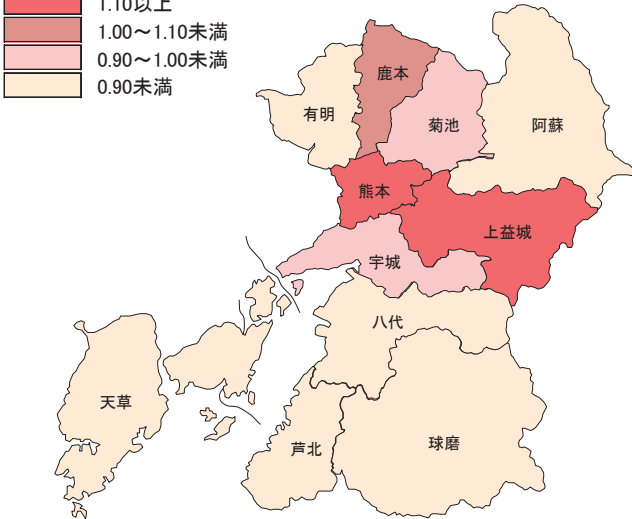 1.10以上
1.00～1.10未満
0.90～1.00未満
0.90未満
鹿本
有明
菊池
阿蘇
熊本
上益城
宇城
八代
天草
芦北
球磨